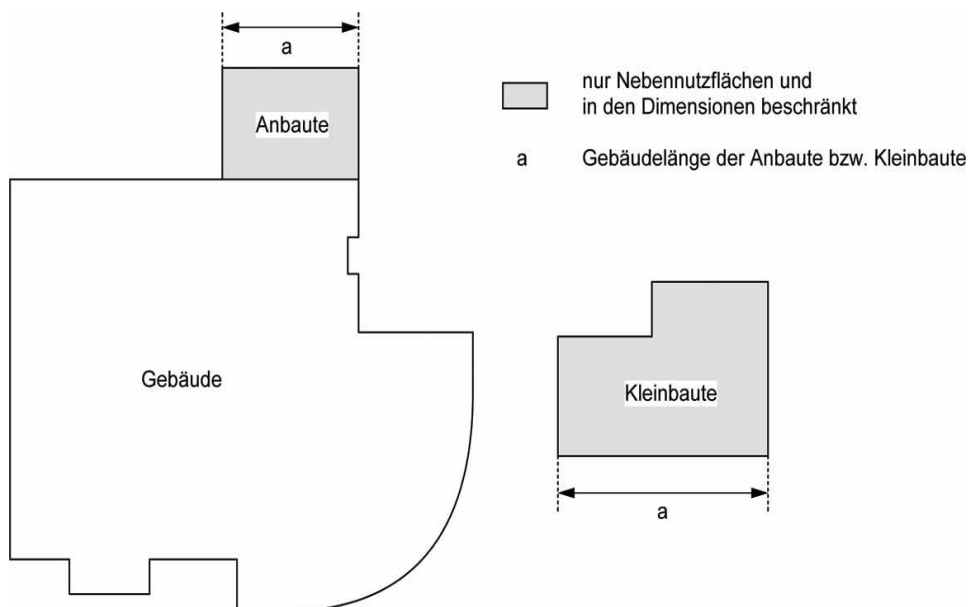 a
Anbaute
nur Nebennutzflächen und
in den Dimensionen beschränkt
a Gebäudelänge der Anbaute bzw. Kleinbaute
Gebäude
Kleinbaute
a